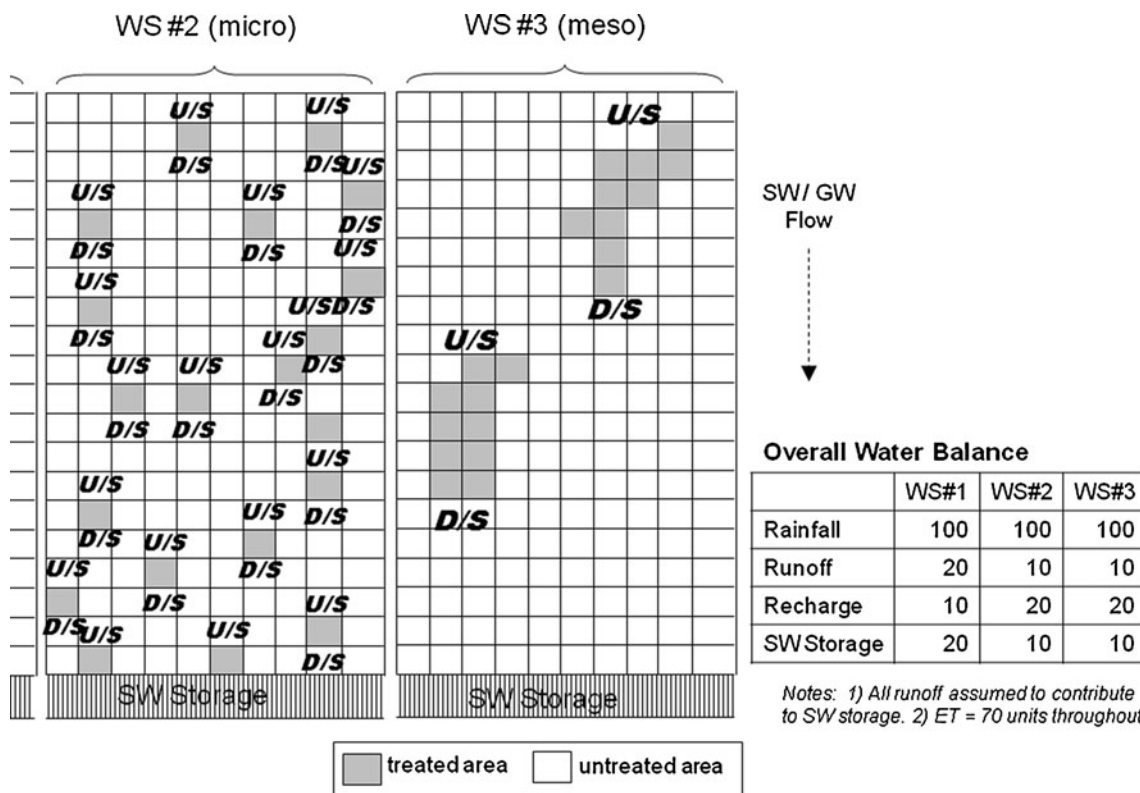 WS #2 (micro)
U/S U/S
D/S D/S U/S
U/S U/S
D/S
D/S D/S U/S
U/S
U/S D/S
D/S U/S
U/S U/S D/S
D/S
D/S D/S
U/S
U/S
U/S D/S
D/S U/S
U/S D/S
D/S U/S
D/S U/S U/S
D/S
SW Storage
WS #3 (meso)
U/S
D/S
U/S
D/S
SW Storage
SW / GW
Flow
Overall Water Balance
WS#1 WS#2 WS#3
Rainfall 100 100 100
Runoff 20 10 10
Recharge 10 20 20
SW Storage 20 10 10
Notes: 1) All runoff assumed to contribute
to SW storage. 2) ET = 70 units throughout
treated area untreated area